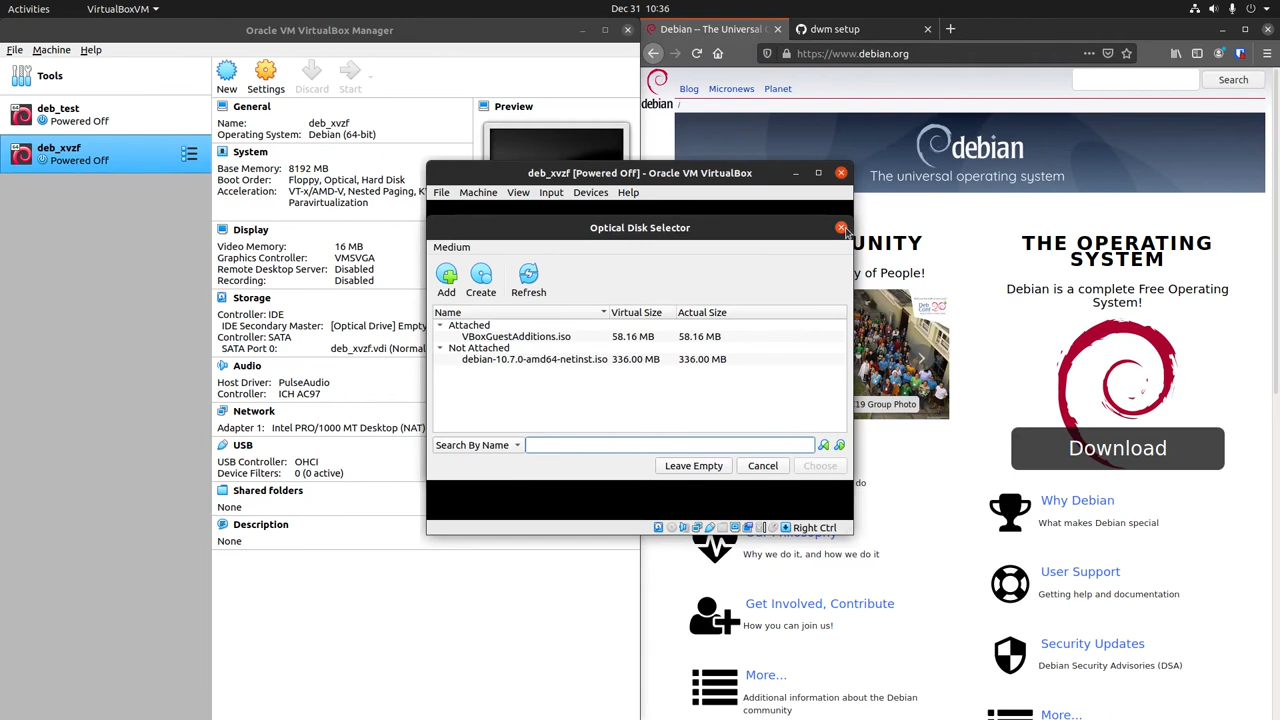 Activities
VirtualBoxVM
Dec 31 10:36
Oracle VM VirtualBox Manager
File Machine Help
Tools
deb_test
Powered Off
deb_xvzf
Powered Off
New Settings Discard Start
General
Name: deb_xvzf
Operating System: Debian (64-bit)
System
Base Memory: 8192 MB
Boot Order: Floppy, Optical, Hard Disk
Acceleration: VT-x/AMD-V, Nested Paging,
Paravirtualization
Display
Video Memory: 16 MB
Graphics Controller: VMSVGA
Remote Desktop Server: Disabled
Recording: Disabled
Storage
Controller: IDE
IDE Secondary Master: [Optical Drive] Empty
Controller: SATA
SATA Port 0: deb_xvzf.vdi (Normal
Audio
Host Driver: PulseAudio
Controller: ICH AC97
Network
Adapter 1: Intel PRO/1000 MT Desktop (NAT)
USB
USB Controller: OHCI
Device Filters: 0 (0 active)
Shared folders
None
Description
None
Preview
deb_xvzf [Powered Off] - Oracle VM VirtualBox
File Machine View Input Devices Help
Optical Disk Selector
Medium
Add Create Refresh
Name Virtual Size Actual Size
Attached
VBoxGuestAdditions.iso 58.16 MB 58.16 MB
Not Attached
debian-10.7.0-amd64-netinst.iso 336.00 MB 336.00 MB
Search By Name
Leave Empty Cancel Choose
Right Ctrl
Debian -- The Universal
dwm setup
https://www.debian.org
debian
Blog Micronews Planet
Search
/
debian
The universal operating system
UNITY
y of People!
19 Group Photo
do
Why we do it, and how we do it
Get Involved, Contribute
How you can join us!
More...
Additional information about the Debian
community
THE OPERATING
SYSTEM
Debian is a complete Free Operating
System!
Download
Why Debian
What makes Debian special
User Support
Getting help and documentation
Security Updates
Debian Security Advisories (DSA)
More...